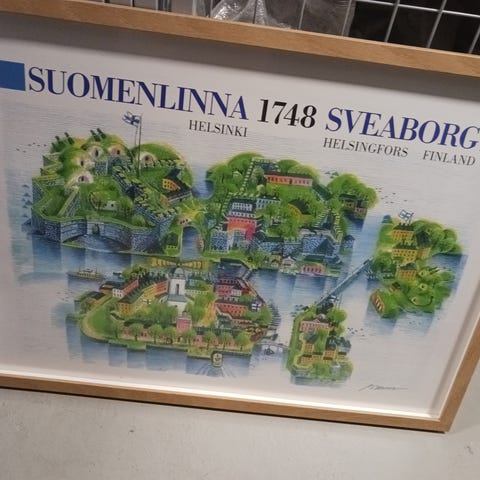 SUOMENLINNA 1748 SVEABORG
HELSINKI HELSINGFORS FINLAND